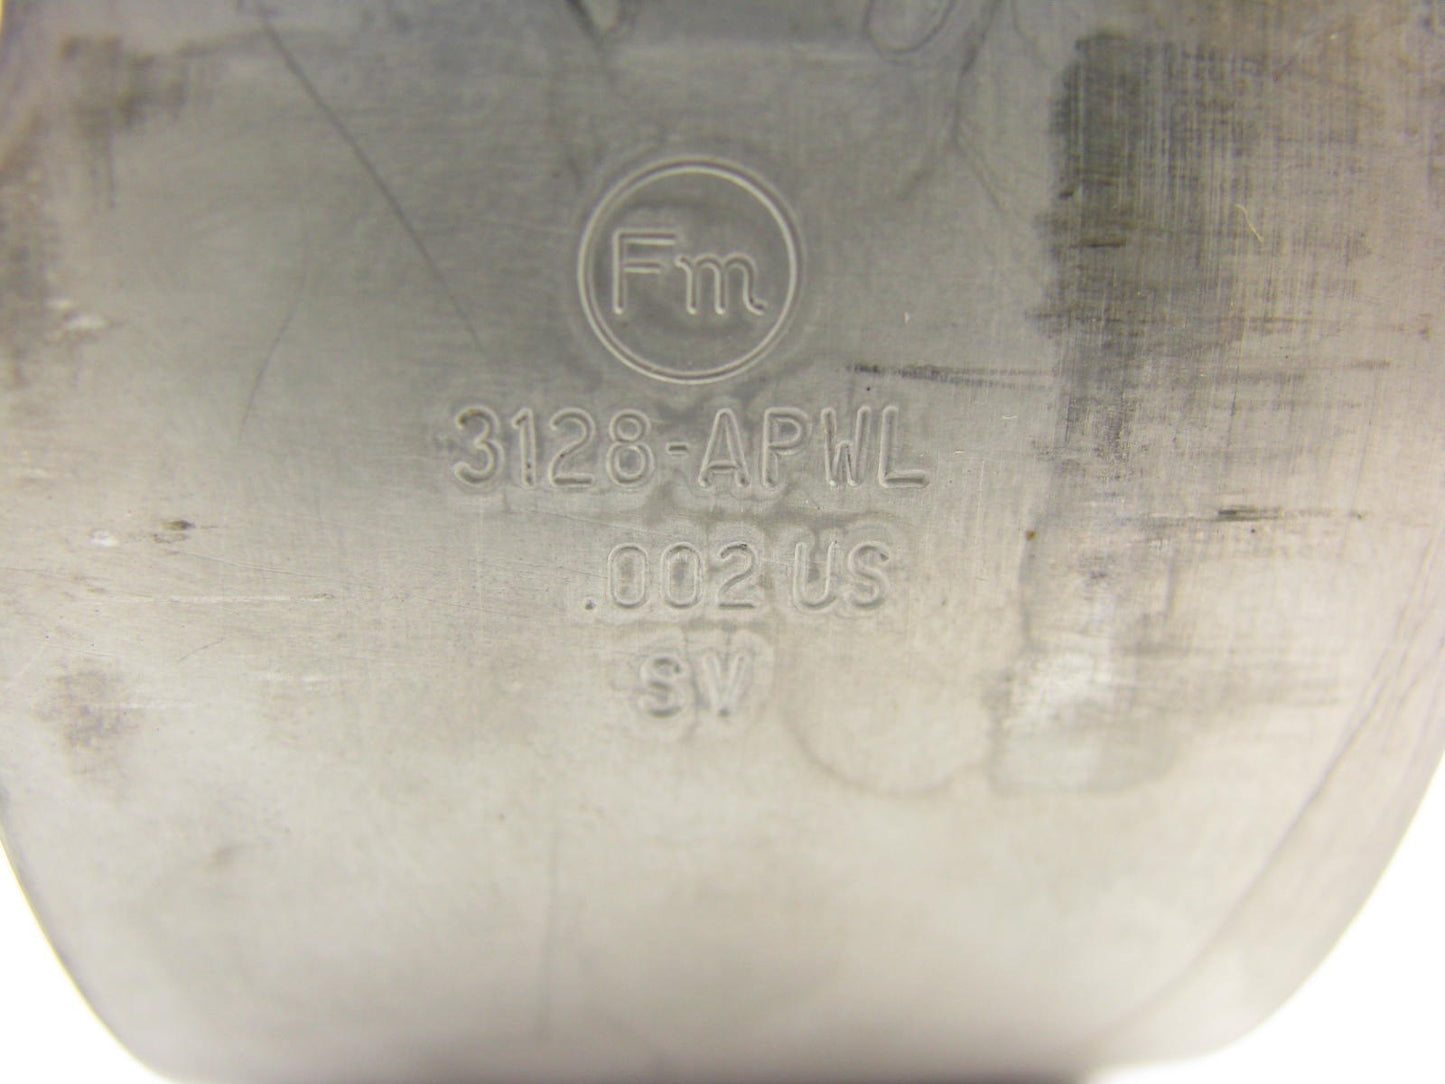 Fm
3128-APWL
.002 US
SV